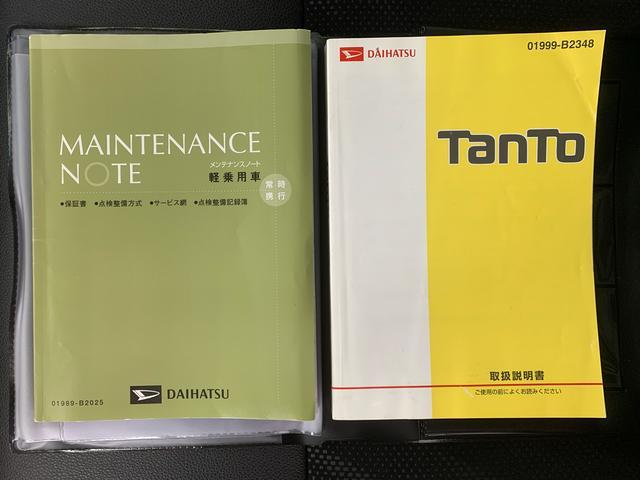 MAINTENANCE
NOTE
メンテナンスノート
軽乗用車
常時
携行
●保証書 ●点検整備方式 ●サービス網 ●点検整備記録簿
DAIHATSU
01989-B2025
DAIHATSU
01999-B2348
TanTo
取扱説明書
ご使用の前によくお読みください